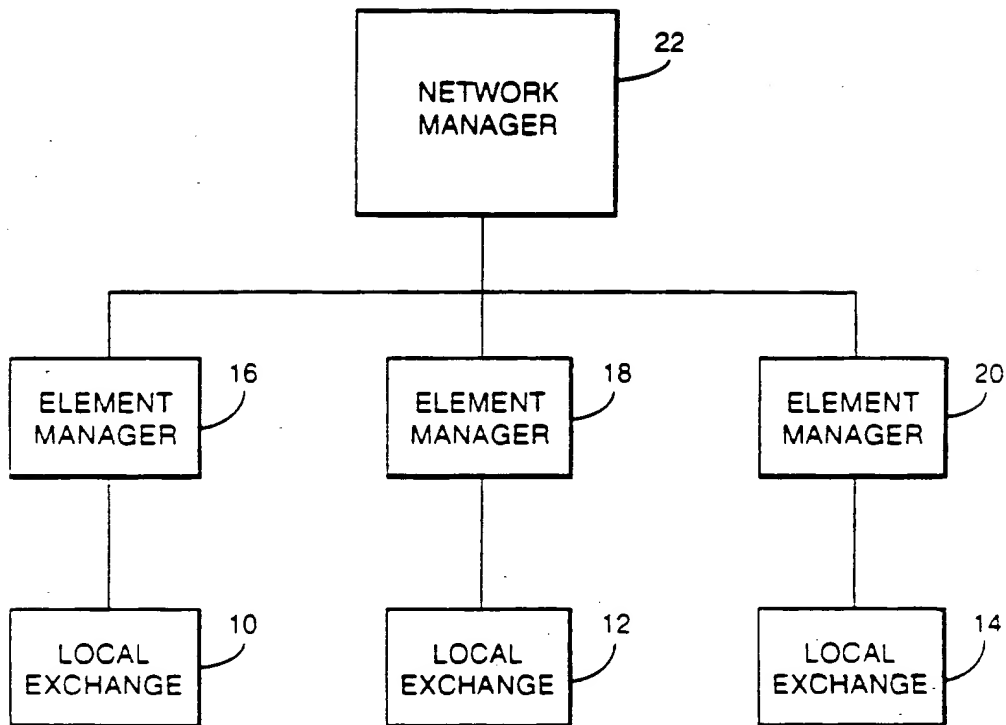 22
NETWORK
MANAGER
16
ELEMENT
MANAGER
18
ELEMENT
MANAGER
20
ELEMENT
MANAGER
10
LOCAL
EXCHANGE
12
LOCAL
EXCHANGE
14
LOCAL
EXCHANGE